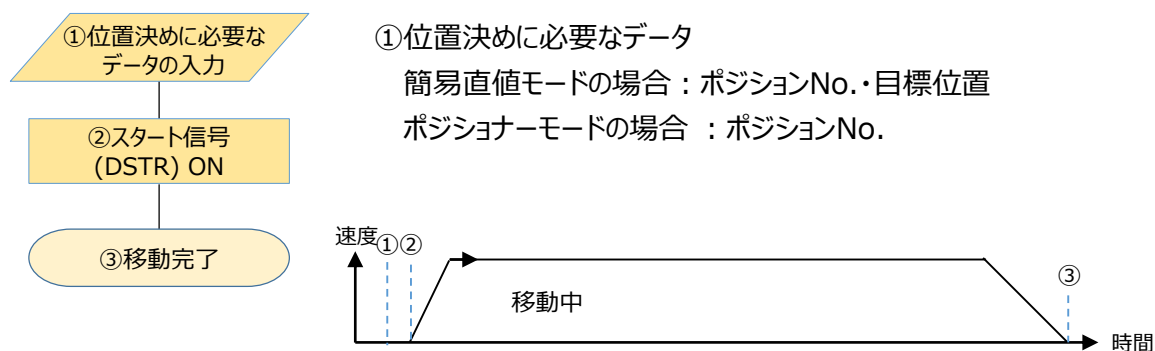 ①位置決めに必要な
データの入力
②スタート信号
(DSTR) ON
③移動完了
①位置決めに必要なデータ
簡易直値モードの場合：ポジションNo.・目標位置
ポジショナーモードの場合 ：ポジションNo.
速度
①②
③
移動中
時間